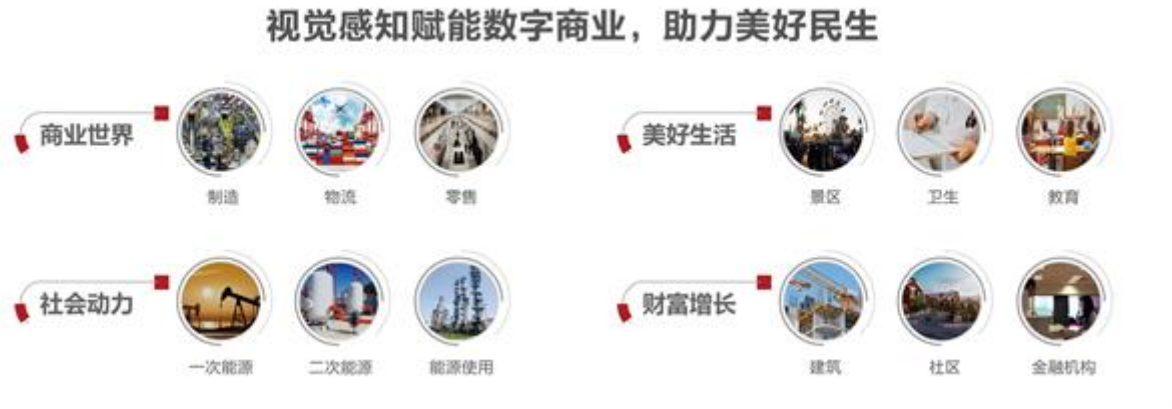 视觉感知赋能数字商业，助力美好民生
商业世界
制造
物流
零售
美好生活
景区
卫生
教育
社会动力
一次能源
二次能源
能源使用
财富增长
建筑
社区
金融机构